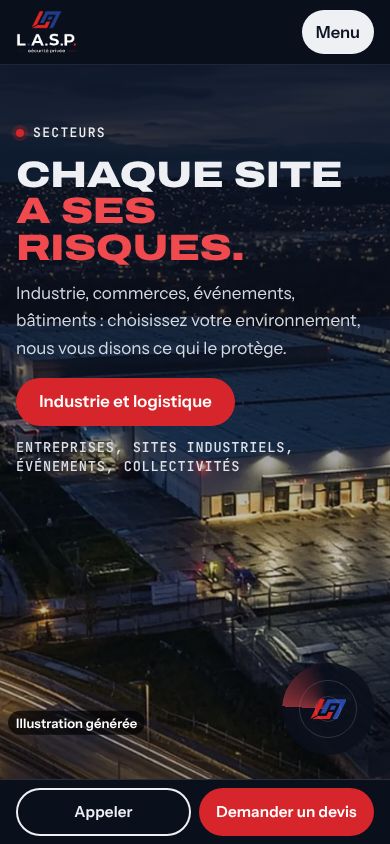 L.A.S.P.
sécurité privée
Menu
SECTEURS
CHAQUE SITE
A SES
RISQUES.
Industrie, commerces, événements,
bâtiments : choisissez votre environnement,
nous vous disons ce qui le protège.
Industrie et logistique
ENTREPRISES, SITES INDUSTRIELS,
ÉVÉNEMENTS, COLLECTIVITÉS
Illustration générée
Appeler
Demander un devis